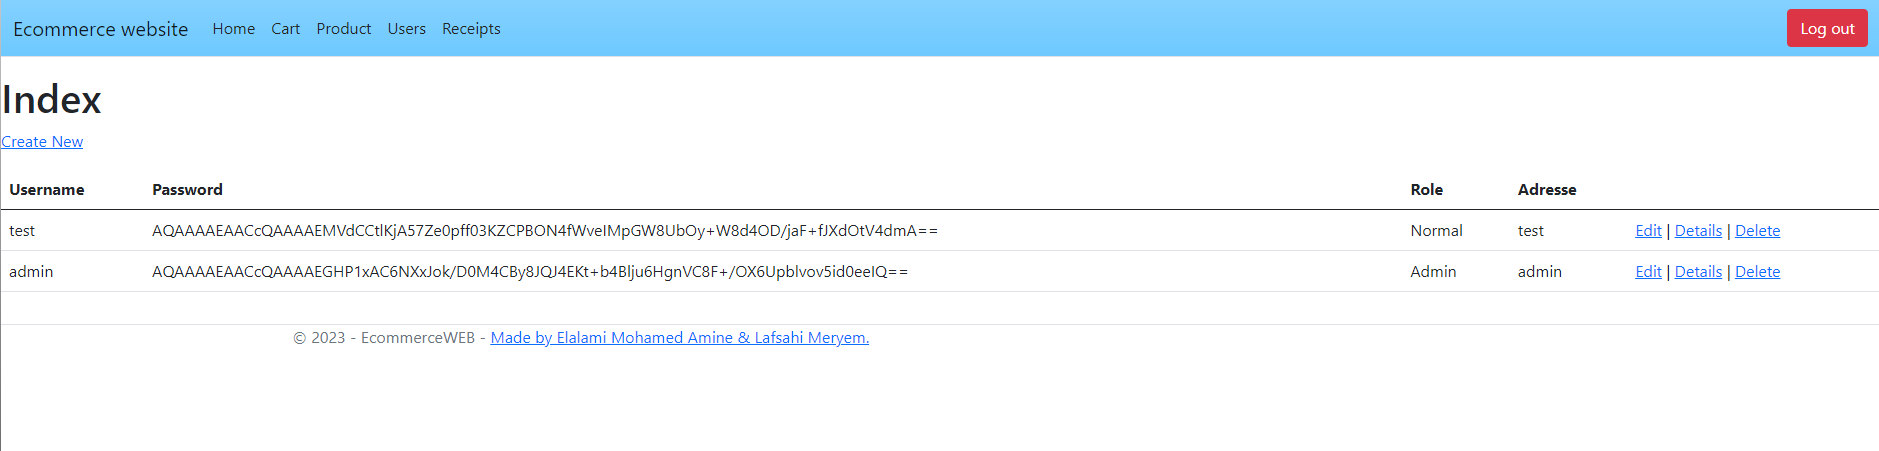 Ecommerce website Home Cart Product Users Receipts Log out
Index
Create New
Username Password Role Adresse
test AQAAAAEAACcQAAAAEMVdCCtlKjA57Ze0pff03KZCPBON4fWveIMpGW8UbOy+W8d4OD/jaF+fJXdOtV4dmA== Normal test Edit | Details | Delete
admin AQAAAAEAACcQAAAAEGHP1xAC6NXxJok/D0M4CBy8JQJ4EKt+b4Blju6HgnVC8F+/OX6Upblvov5id0eeIQ== Admin admin Edit | Details | Delete
© 2023 - EcommerceWEB - Made by Elalami Mohamed Amine & Lafsahi Meryem.